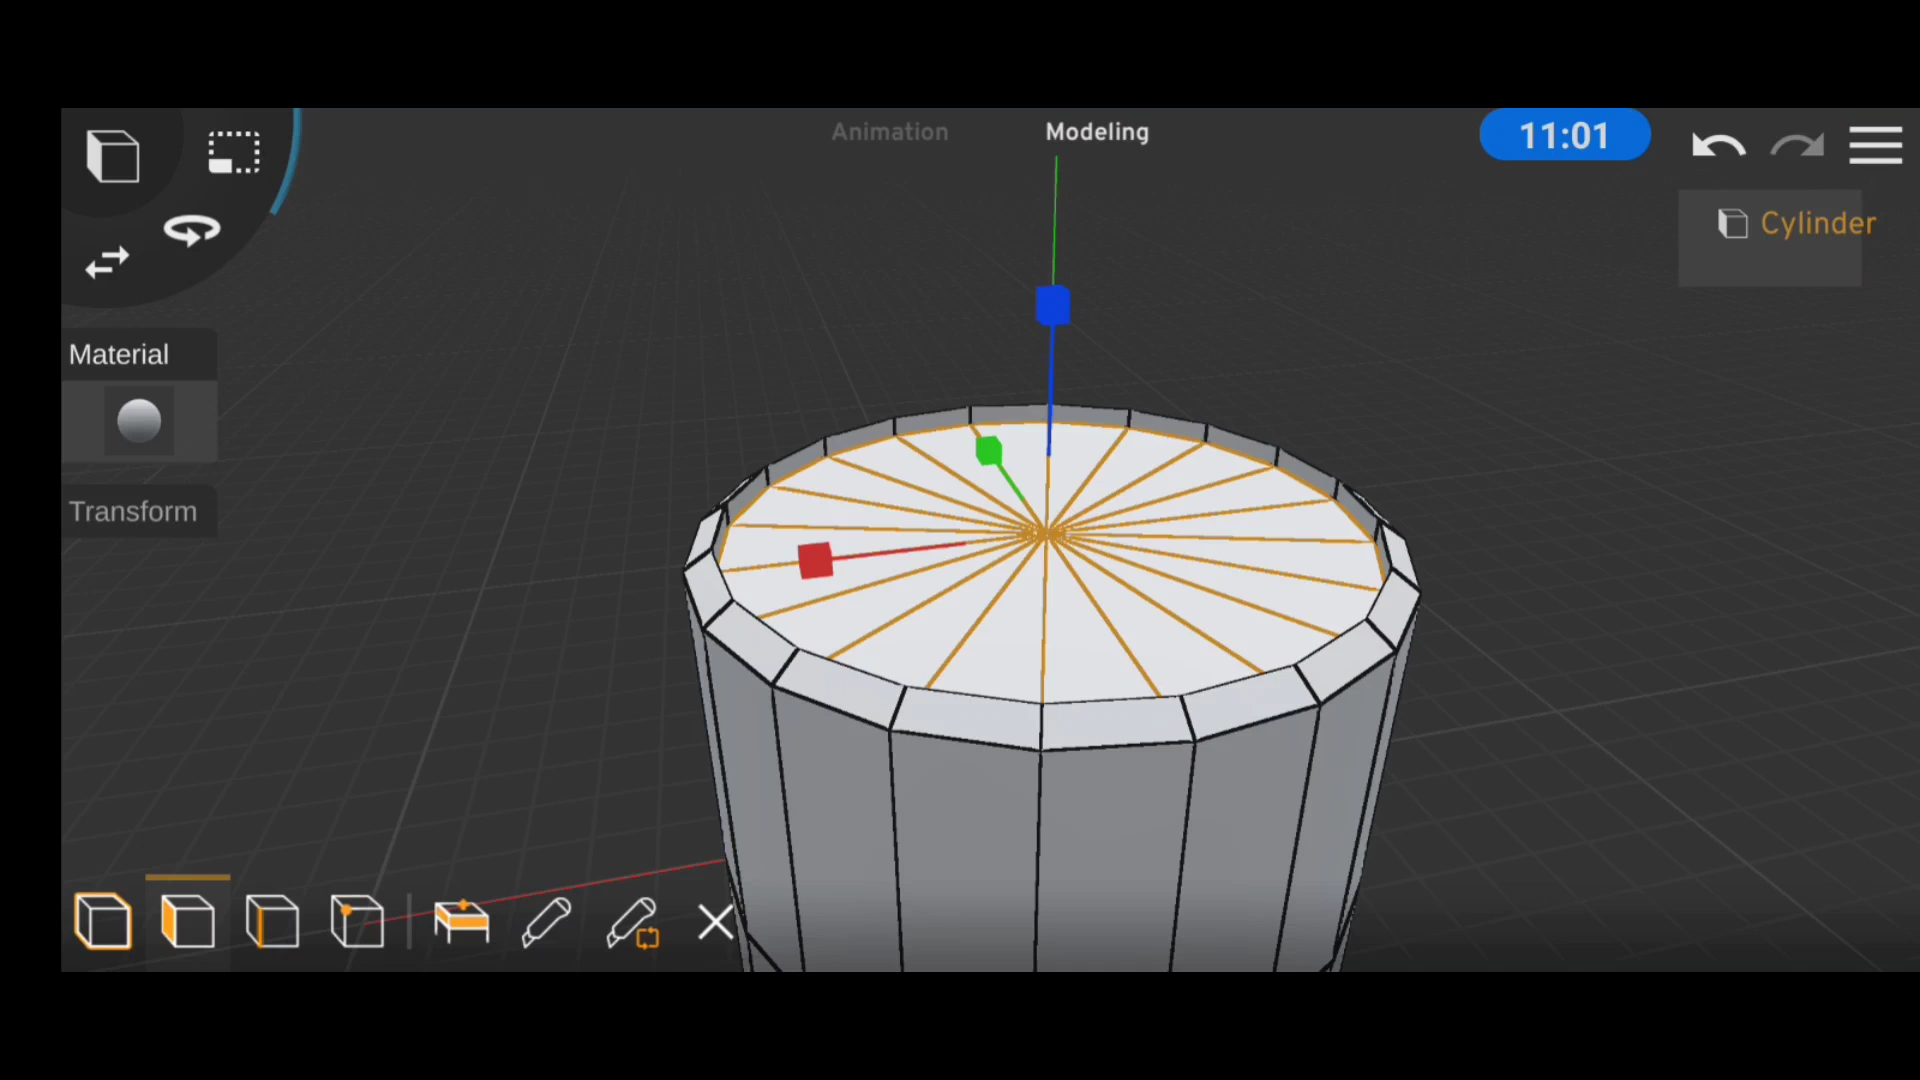 Animation
Modeling
11:01
Cylinder
Material
Transform